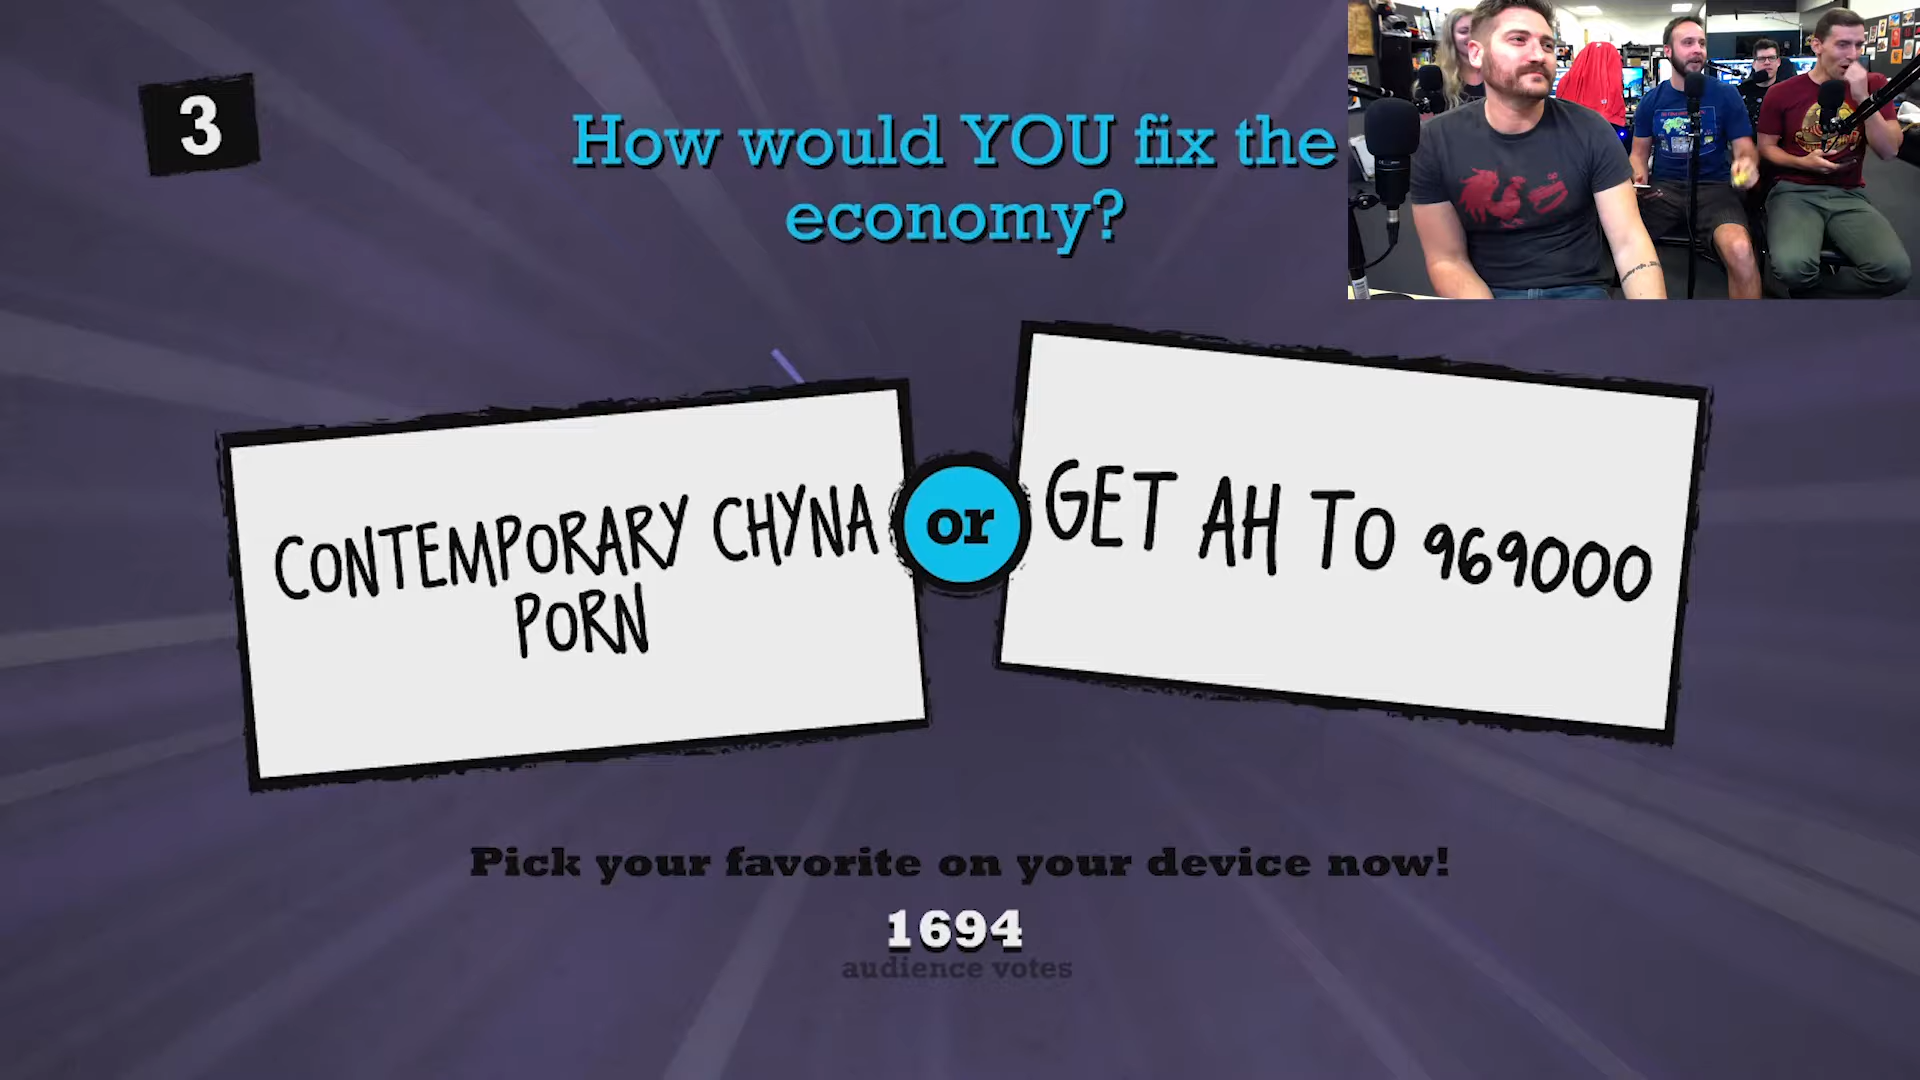 3
How would YOU fix the
economy?
CONTEMPORARY CHYNA
PORN
or
GET AH TO 969000
Pick your favorite on your device now!
1694
audience votes